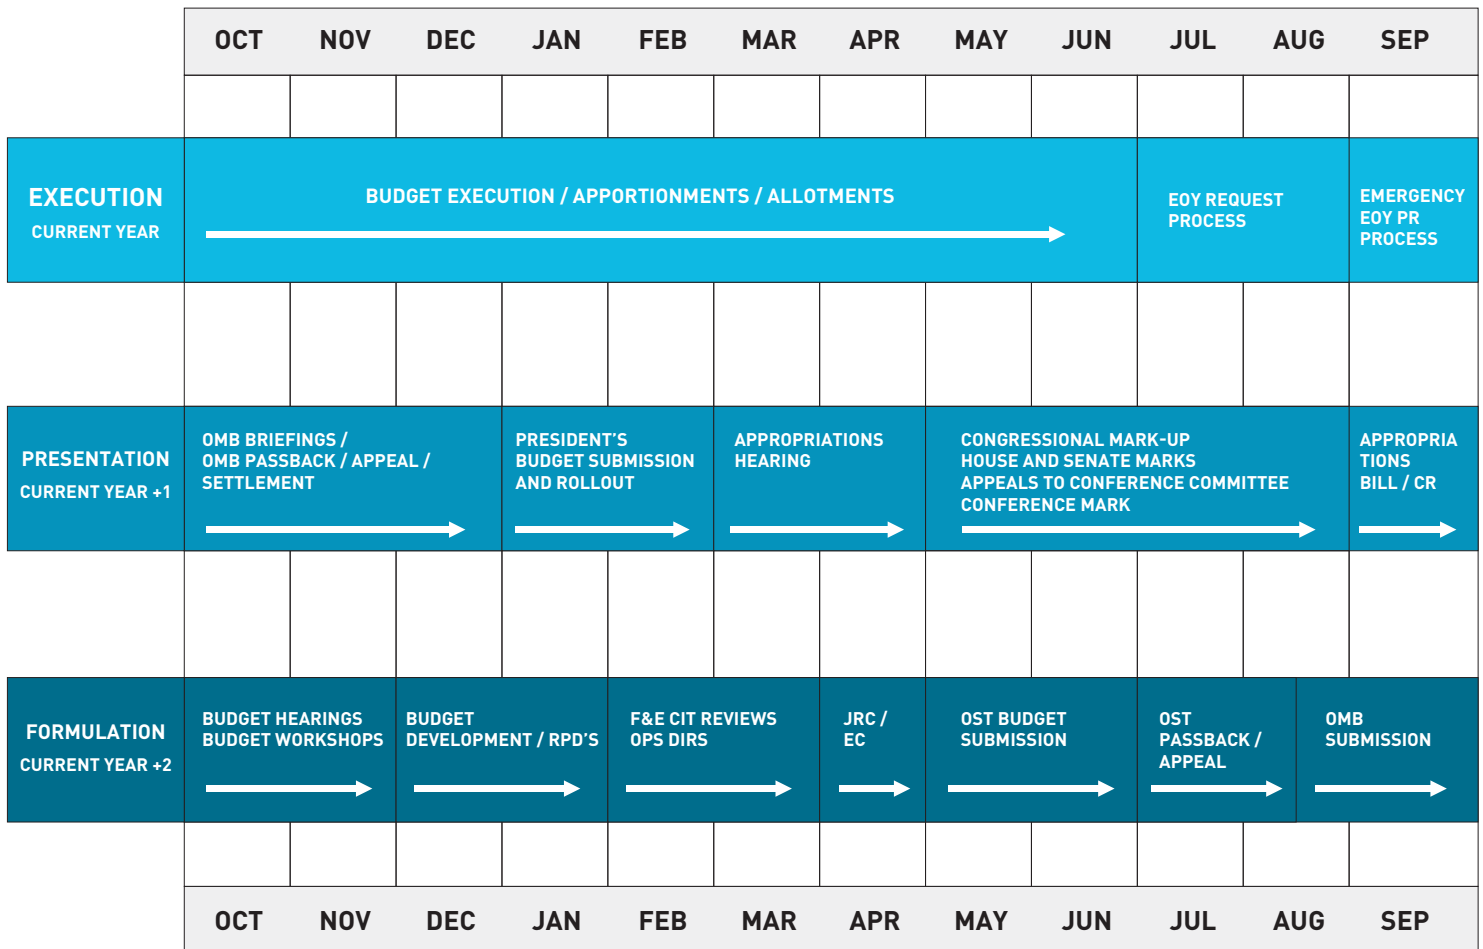 OCT NOV DEC JAN FEB MAR APR MAY JUN JUL AUG SEP
EXECUTION
CURRENT YEAR
BUDGET EXECUTION / APPORTIONMENTS / ALLOTMENTS
EOY REQUEST
PROCESS
EMERGENCY
EOY PR
PROCESS
PRESENTATION
CURRENT YEAR +1
OMB BRIEFINGS /
OMB PASSBACK / APPEAL /
SETTLEMENT
PRESIDENT'S
BUDGET SUBMISSION
AND ROLLOUT
APPROPRIATIONS
HEARING
CONGRESSIONAL MARK-UP
HOUSE AND SENATE MARKS
APPEALS TO CONFERENCE COMMITTEE
CONFERENCE MARK
APPROPRIA
TIONS
BILL / CR
FORMULATION
CURRENT YEAR +2
BUDGET HEARINGS
BUDGET WORKSHOPS
BUDGET
DEVELOPMENT / RPD'S
F&E CIT REVIEWS
OPS DIRS
JRC /
EC
OST BUDGET
SUBMISSION
OST
PASSBACK /
APPEAL
OMB
SUBMISSION
OCT NOV DEC JAN FEB MAR APR MAY JUN JUL AUG SEP